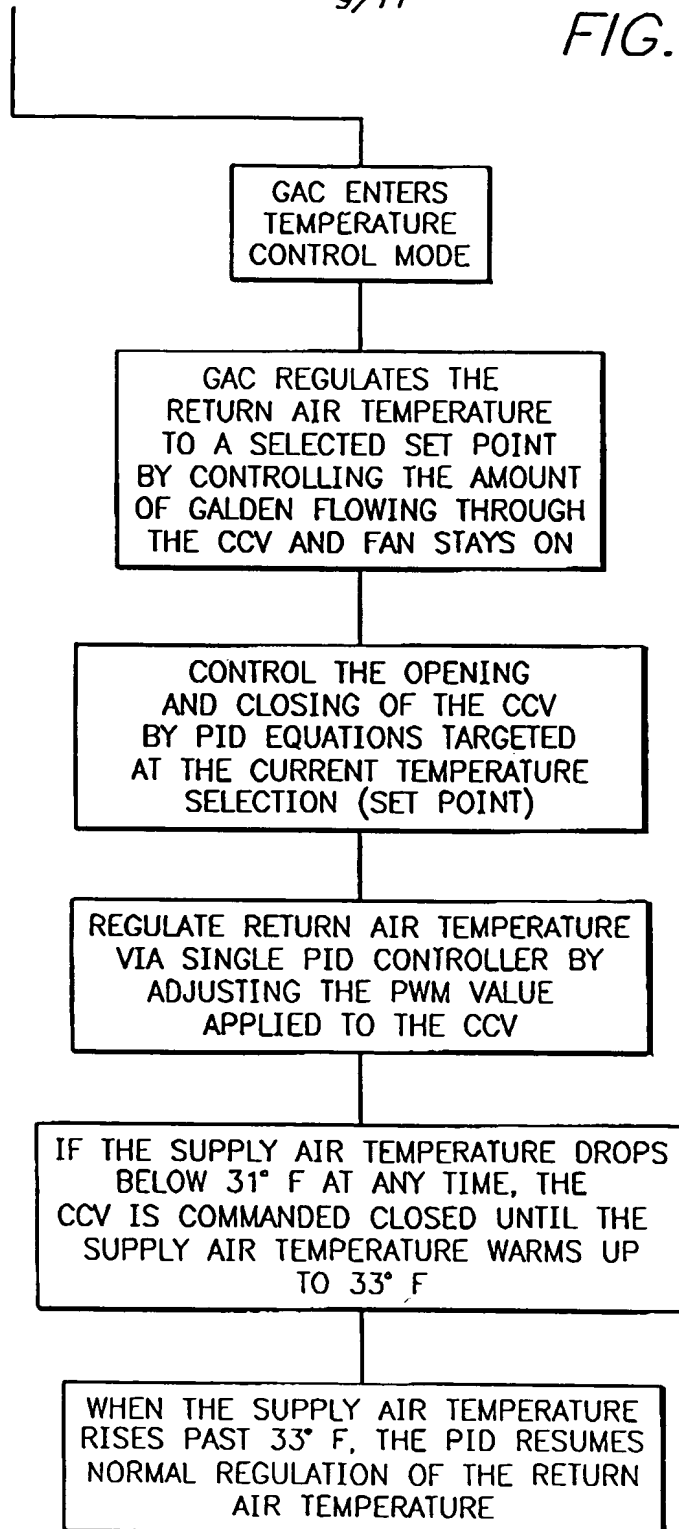 FIG.
GAC ENTERS
TEMPERATURE
CONTROL MODE
GAC REGULATES THE
RETURN AIR TEMPERATURE
TO A SELECTED SET POINT
BY CONTROLLING THE AMOUNT
OF GALDEN FLOWING THROUGH
THE CCV AND FAN STAYS ON
CONTROL THE OPENING
AND CLOSING OF THE CCV
BY PID EQUATIONS TARGETED
AT THE CURRENT TEMPERATURE
SELECTION (SET POINT)
REGULATE RETURN AIR TEMPERATURE
VIA SINGLE PID CONTROLLER BY
ADJUSTING THE PWM VALUE
APPLIED TO THE CCV
IF THE SUPPLY AIR TEMPERATURE DROPS
BELOW 31° F AT ANY TIME, THE
CCV IS COMMANDED CLOSED UNTIL THE
SUPPLY AIR TEMPERATURE WARMS UP
TO 33° F
WHEN THE SUPPLY AIR TEMPERATURE
RISES PAST 33° F, THE PID RESUMES
NORMAL REGULATION OF THE RETURN
AIR TEMPERATURE